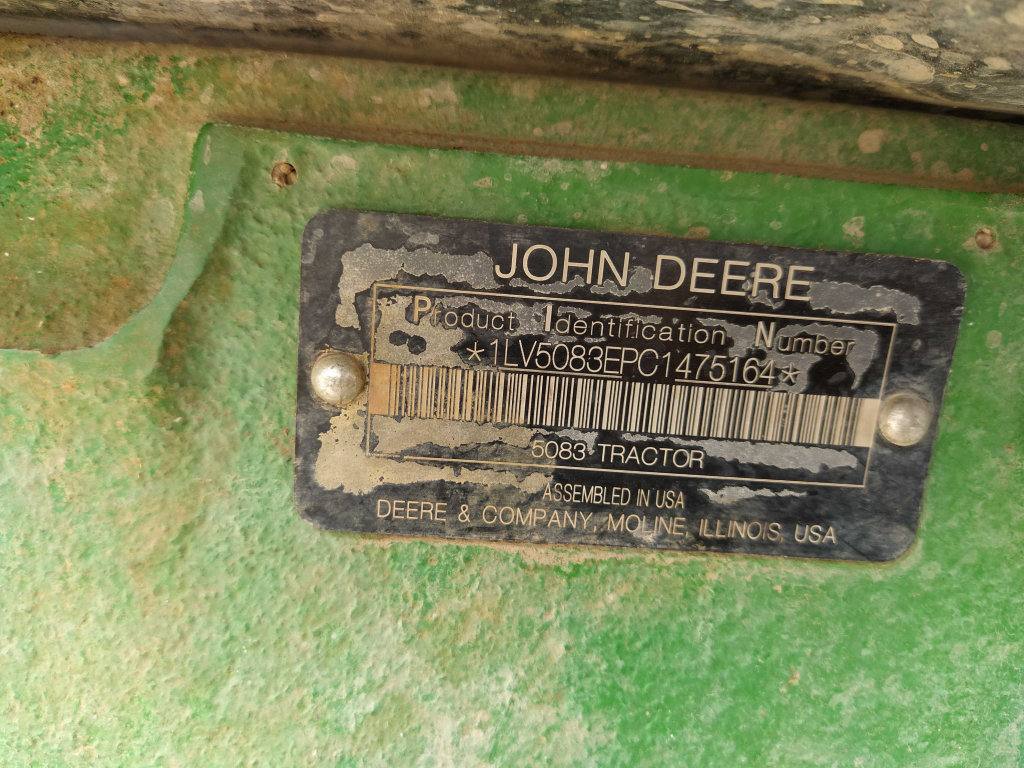 JOHN DEERE
Product Identification Number
*1LV5083EPC1475164*
5083 TRACTOR
ASSEMBLED IN USA
DEERE & COMPANY, MOLINE, ILLINOIS, USA